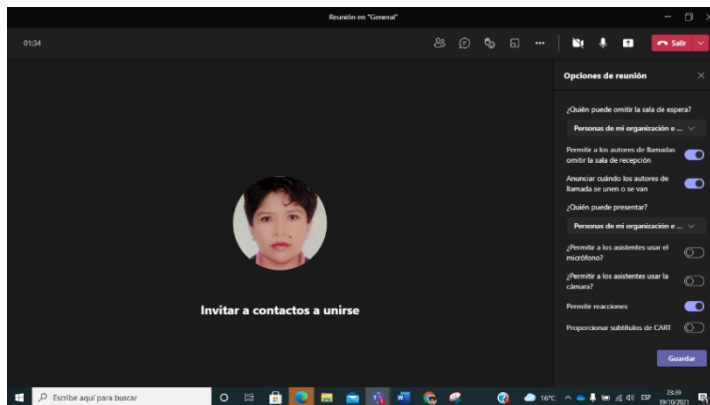 Reunión en "General"
01:34
Salir
Opciones de reunión
¿Quién puede omitir la sala de espera?
Personas de mi organización e ...
Permitir a los autores de llamadas
omitir la sala de recepción
Anunciar cuándo los autores de
llamada se unen o se van
¿Quién puede presentar?
Personas de mi organización e ...
¿Permitir a los asistentes usar el
micrófono?
¿Permitir a los asistentes usar la
cámara?
Permitir reacciones
Proporcionar subtítulos de CART
Guardar
Invitar a contactos a unirse
Escribe aquí para buscar
16°C
ESP
23:39
19/10/2021